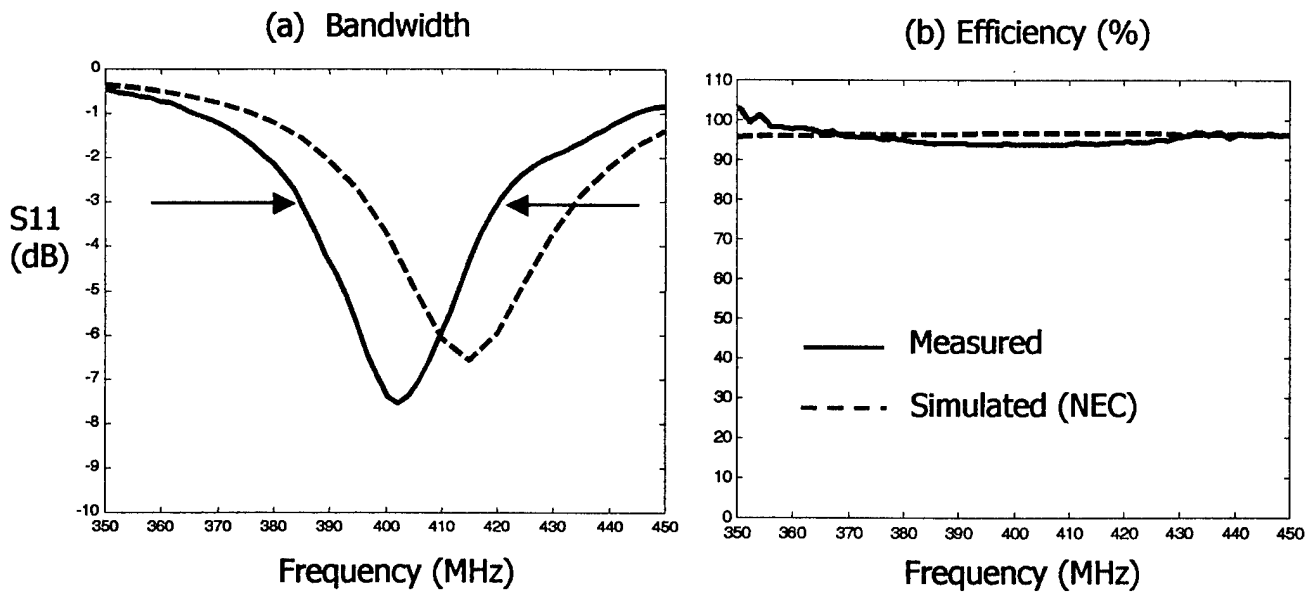 (a) Bandwidth
(b) Efficiency (%)
S11
(dB)
0
-1
-2
-3
-4
-5
-6
-7
-8
-9
-10
350 360 370 380 390 400 410 420 430 440 450
Frequency (MHz)
110
100
90
80
70
60
50
40
30
20
10
0
Measured
Simulated (NEC)
350 360 370 380 390 400 410 420 430 440 450
Frequency (MHz)